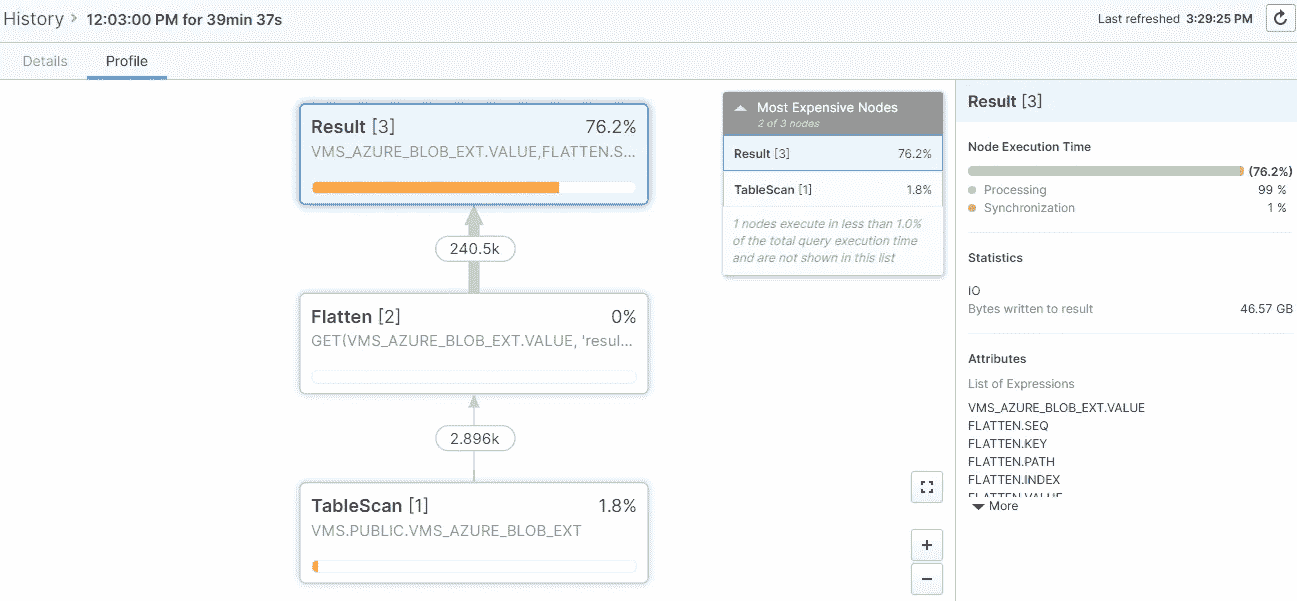 History > 12:03:00 PM for 39min 37s
Last refreshed 3:29:25 PM
Details Profile
Result [3] 76.2%
VMS_AZURE_BLOB_EXT.VALUE,FLATTEN.S...
240.5k
Flatten [2] 0%
GET(VMS_AZURE_BLOB_EXT.VALUE, 'resul...
2.896k
TableScan [1] 1.8%
VMS.PUBLIC.VMS_AZURE_BLOB_EXT
Most Expensive Nodes
2 of 3 nodes
Result [3] 76.2%
TableScan [1] 1.8%
1 nodes execute in less than 1.0%
of the total query execution time
and are not shown in this list
+
−
Result [3]
Node Execution Time
(76.2%)
Processing 99 %
Synchronization 1 %
Statistics
IO
Bytes written to result 46.57 GB
Attributes
List of Expressions
VMS_AZURE_BLOB_EXT.VALUE
FLATTEN.SEQ
FLATTEN.KEY
FLATTEN.PATH
FLATTEN.INDEX
FLATTEN.VALUE
More